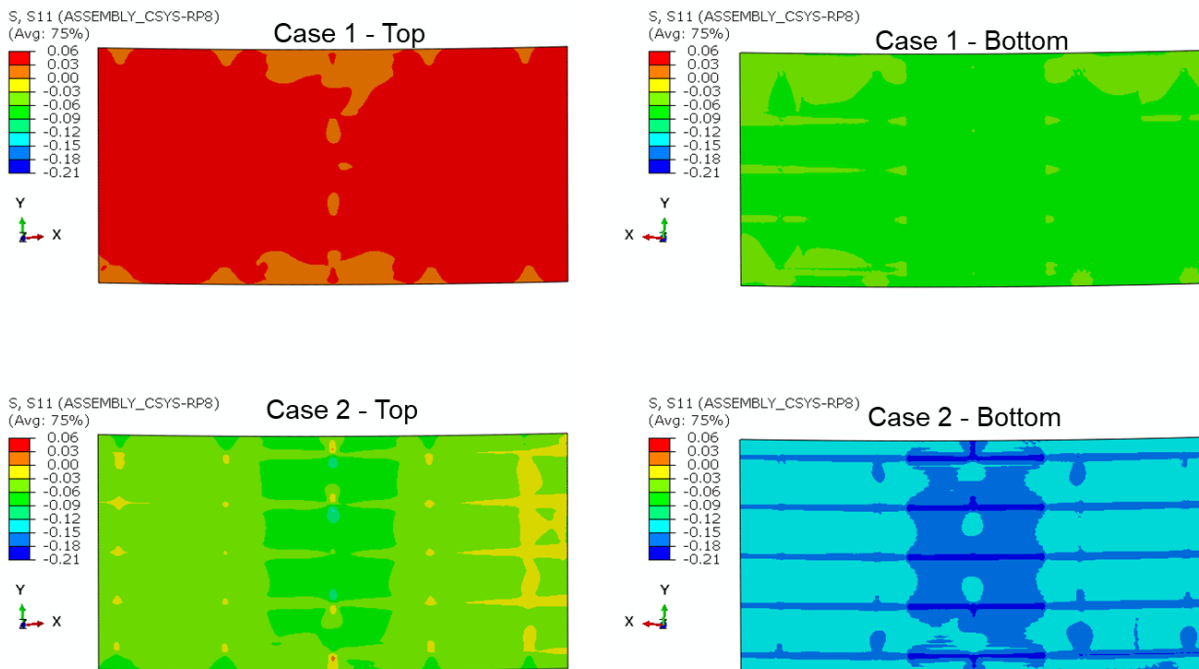 S, S11 (ASSEMBLY_CSYS-RP8)
(Avg: 75%)
0.06
0.03
0.00
-0.03
-0.06
-0.09
-0.12
-0.15
-0.18
-0.21
Case 1 - Top
Y
Z
X
S, S11 (ASSEMBLY_CSYS-RP8)
(Avg: 75%)
0.06
0.03
0.00
-0.03
-0.06
-0.09
-0.12
-0.15
-0.18
-0.21
Case 1 - Bottom
Y
X
S, S11 (ASSEMBLY_CSYS-RP8)
(Avg: 75%)
0.06
0.03
0.00
-0.03
-0.06
-0.09
-0.12
-0.15
-0.18
-0.21
Case 2 - Top
Y
Z
X
S, S11 (ASSEMBLY_CSYS-RP8)
(Avg: 75%)
0.06
0.03
0.00
-0.03
-0.06
-0.09
-0.12
-0.15
-0.18
-0.21
Case 2 - Bottom
Y
X